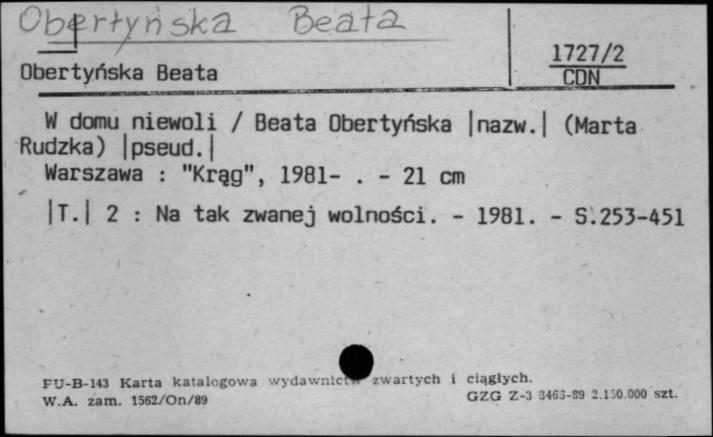 Obertyńska Beata
1727/2
Obertyńska Beata
CDN
W domu niewoli / Beata Obertyńska |nazw.| (Marta
Rudzka) |pseud.|
Warszawa : "Krąg", 1981- . - 21 cm
|T.| 2 : Na tak zwanej wolności. - 1981. - S.253-451
FU-B-143 Karta katalogowa wydawnictw zwartych i ciągłych.
W.A. zam. 1562/On/89
GZG Z-3 3466-89 2.150.000 szt.